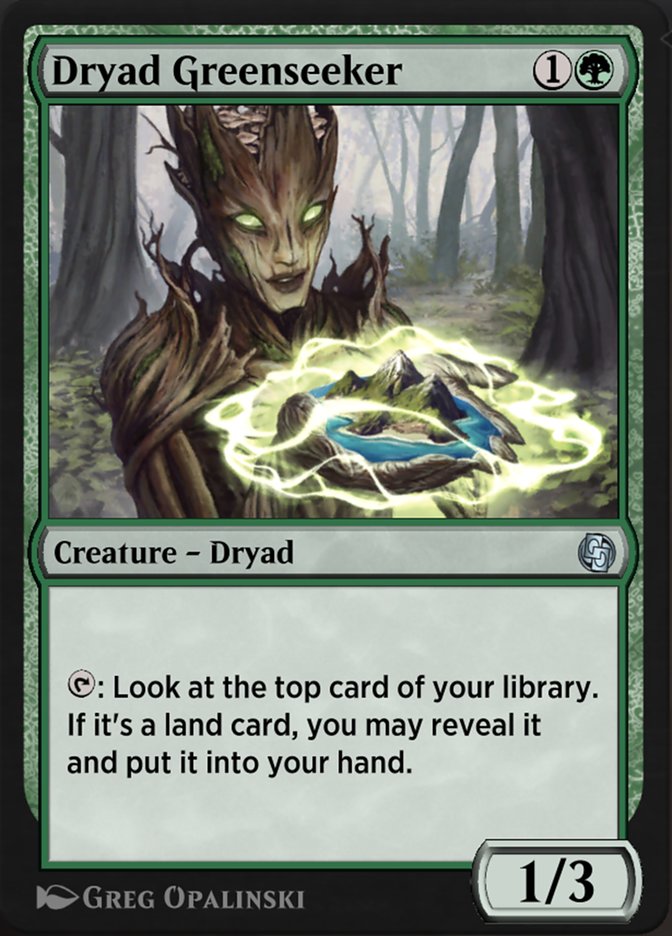 Dryad Greenseeker 1
Creature – Dryad
: Look at the top card of your library.
If it's a land card, you may reveal it
and put it into your hand.
1/3
Greg Opalinski